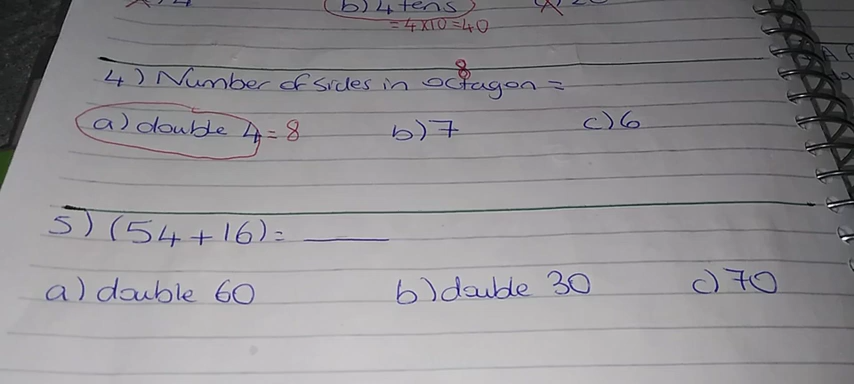 b) 4 tens
= 4x10 = 40
8
4) Number of sides in octagon =
a) double 4 = 8 b) 7 c) 6
5) (54 + 16) = ____
a) double 60 b) double 30 c) 70